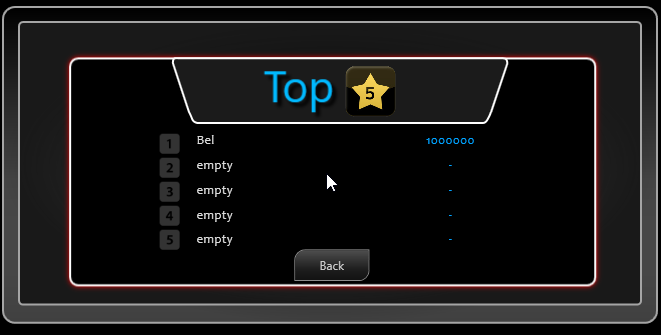 Top 5
1 Bel 1000000
2 empty -
3 empty -
4 empty -
5 empty -
Back